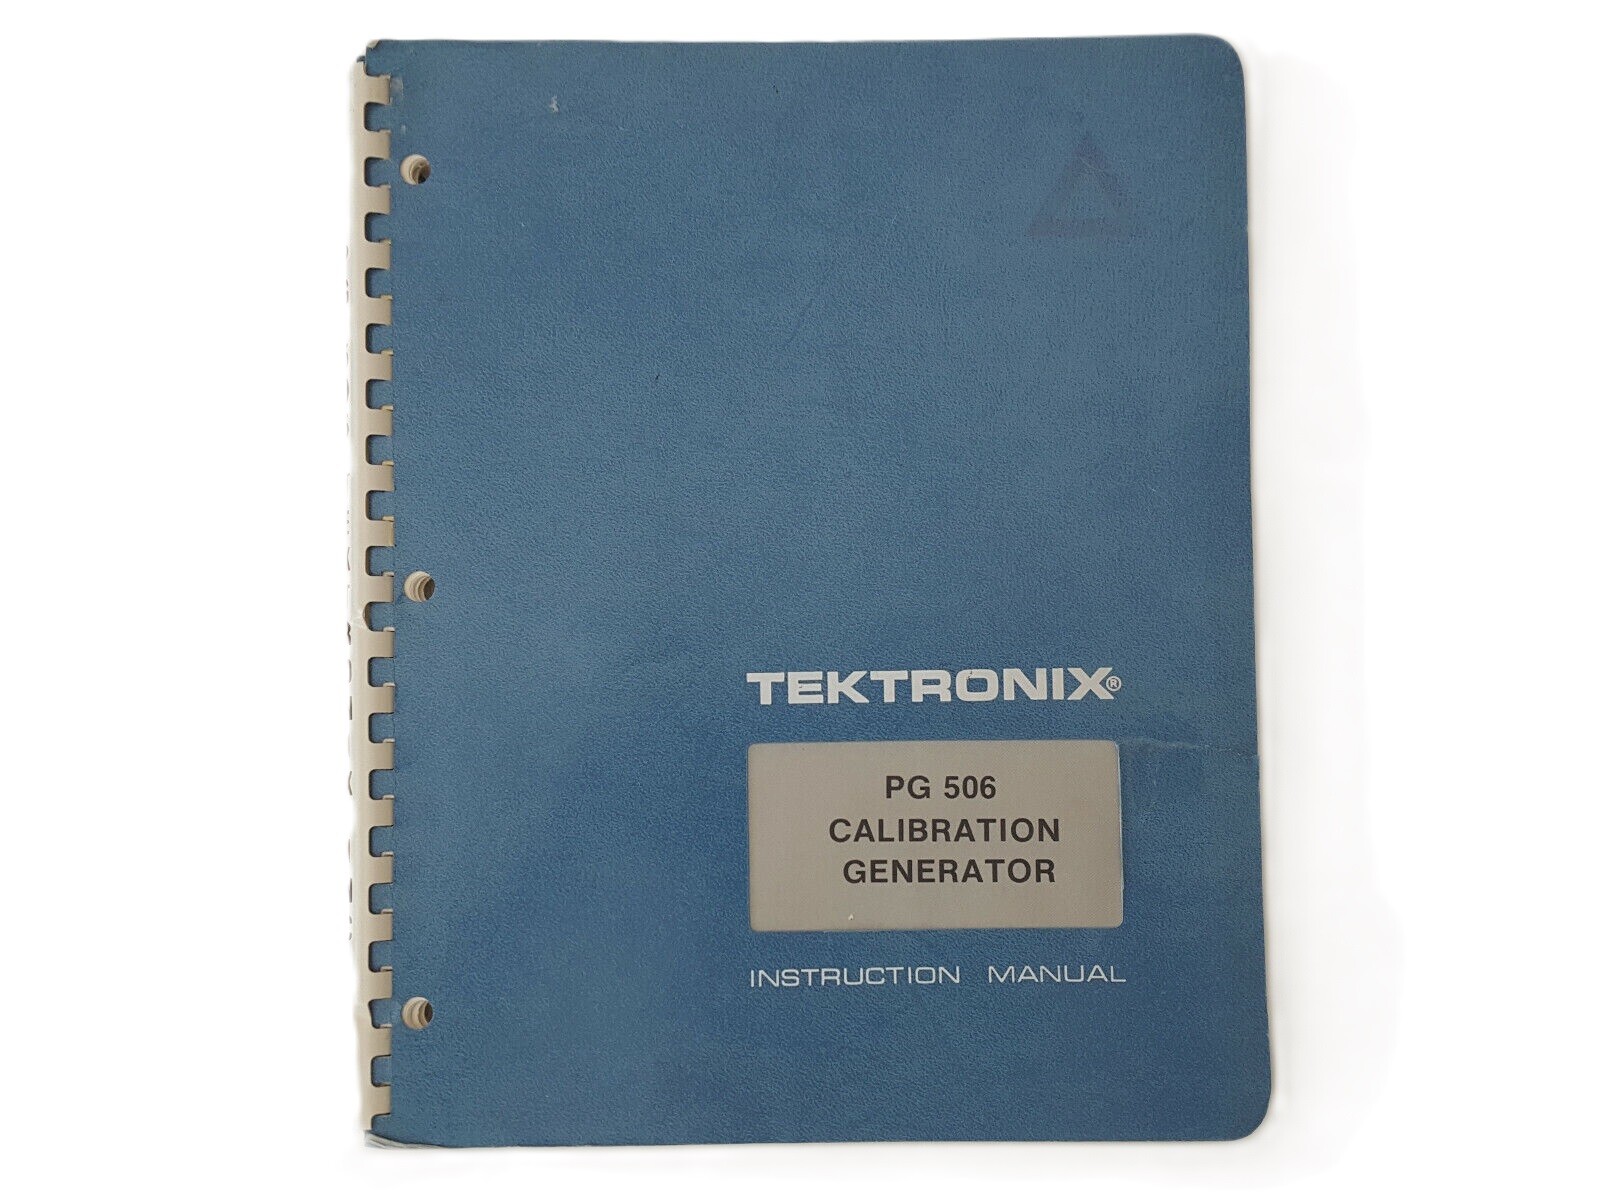 TEKTRONIX®
PG 506
CALIBRATION
GENERATOR
INSTRUCTION MANUAL